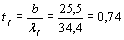 t_f = b/λ_f = 25,5/34,4 = 0,74